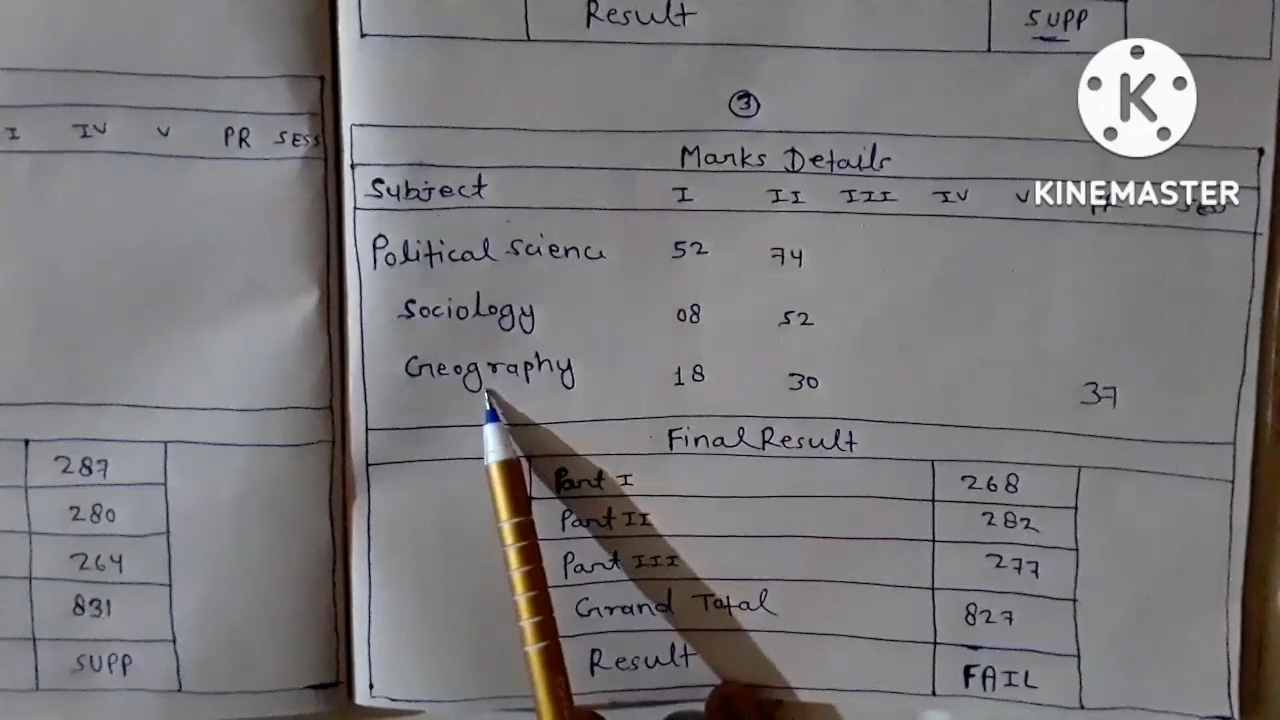 Result SUPP
I IV V PR SESS
287
280
264
831
SUPP
3
Marks Details
Subject I II III IV V
Political science 52 74
Sociology 08 52
Geography 18 30 37
Final Result
Part I 268
Part II 282
Part III 277
Grand Total 827
Result FAIL
K
KINEMASTER